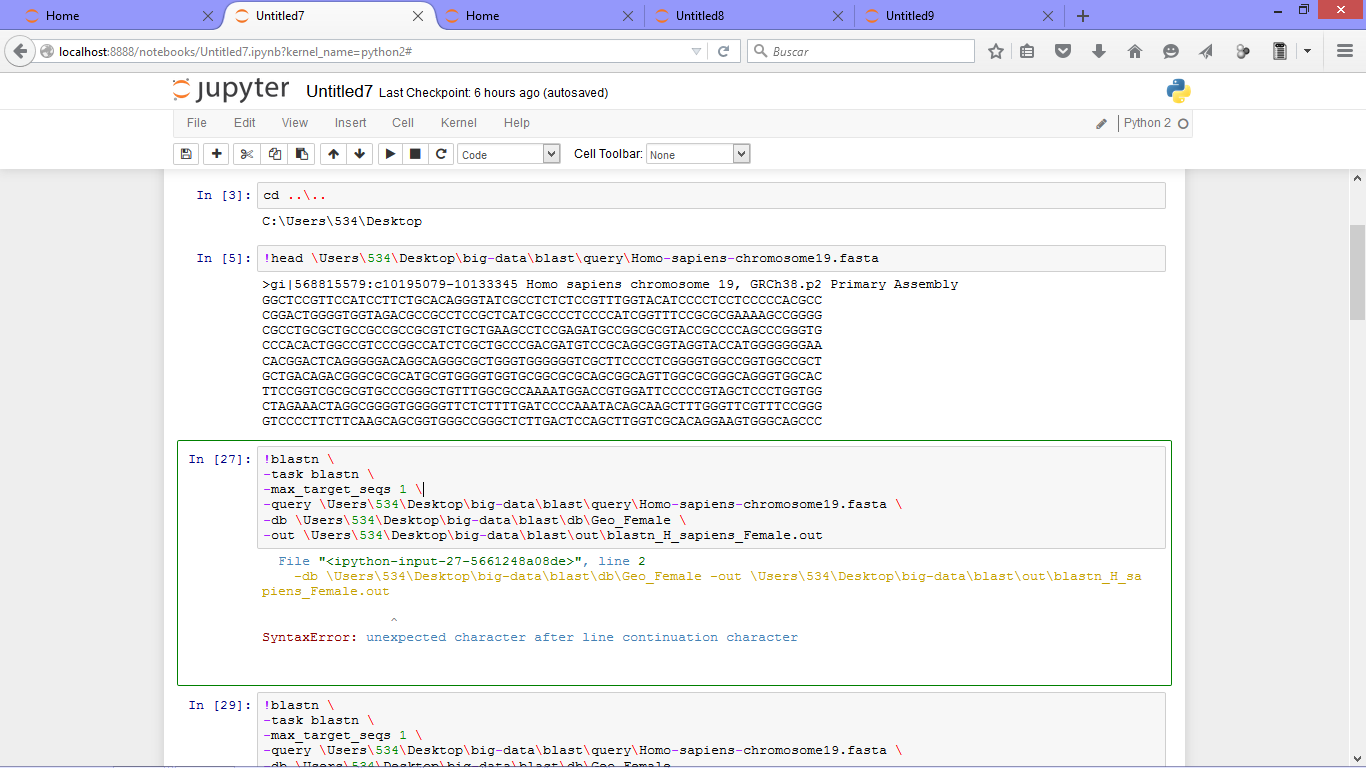 Home
Untitled7
Home
Untitled8
Untitled9
localhost:8888/notebooks/Untitled7.ipynb?kernel_name=python2#
Buscar
jupyter Untitled7 Last Checkpoint: 6 hours ago (autosaved)
File Edit View Insert Cell Kernel Help
Python 2
Code
Cell Toolbar: None
In [3]: cd ..\..
C:\Users\534\Desktop
In [5]: !head \Users\534\Desktop\big-data\blast\query\Homo-sapiens-chromosome19.fasta
>gi|568815579:c10195079-10133345 Homo sapiens chromosome 19, GRCh38.p2 Primary Assembly
GGCTCCGTTCCATCCTTCTGCACAGGGTATCGCCTCTCTCCGTTTGGTACATCCCCTCCTCCCCCACGCC
CGGACTGGGGTGGTAGACGCCGCCTCCGCTCATCGCCCCTCCCCATCGGTTTCCGCGCGAAAAGCCGGGG
CGCCTGCGCTGCCGCCGCCGCGTCTGCTGAAGCCTCCGAGATGCCGGCGCGTACCGCCCCAGCCCGGGTG
CCCACACTGGCCGTCCCGGCCATCTCGCTGCCCGACGATGTCCGCAGGCGGTAGGTACCATGGGGGGGAA
CACGGACTCAGGGGGACAGGCAGGGCGCTGGGTGGGGGGTCGCTTCCCCTCGGGGTGGCCGGTGGCCGCT
GCTGACAGACGGGCGCGCATGCGTGGGGTGGTGCGGCGCGCAGCGGCAGTTGGCGCGGGCAGGGTGGCAC
TTCCGGTCGCGCGTGCCCGGGCTGTTTGGCGCCAAAATGGACCGTGGATTCCCCCGTAGCTCCCTGGTGG
CTAGAAACTAGGCGGGGTGGGGGTTCTCTTTTGATCCCCAAATACAGCAAGCTTTGGGTTCGTTTCCGGG
GTCCCCTTCTTCAAGCAGCGGTGGGCCGGGCTCTTGACTCCAGCTTGGTCGCACAGGAAGTGGGCAGCCC
In [27]: !blastn \
-task blastn \
-max_target_seqs 1 \
-query \Users\534\Desktop\big-data\blast\query\Homo-sapiens-chromosome19.fasta \
-db \Users\534\Desktop\big-data\blast\db\Geo_Female \
-out \Users\534\Desktop\big-data\blast\out\blastn_H_sapiens_Female.out
File "<ipython-input-27-5661248a08de>", line 2
-db \Users\534\Desktop\big-data\blast\db\Geo_Female -out \Users\534\Desktop\big-data\blast\out\blastn_H_sa
piens_Female.out
^
SyntaxError: unexpected character after line continuation character
In [29]: !blastn \
-task blastn \
-max_target_seqs 1 \
-query \Users\534\Desktop\big-data\blast\query\Homo-sapiens-chromosome19.fasta \
-db \Users\534\Desktop\big-data\blast\db\Geo_Female